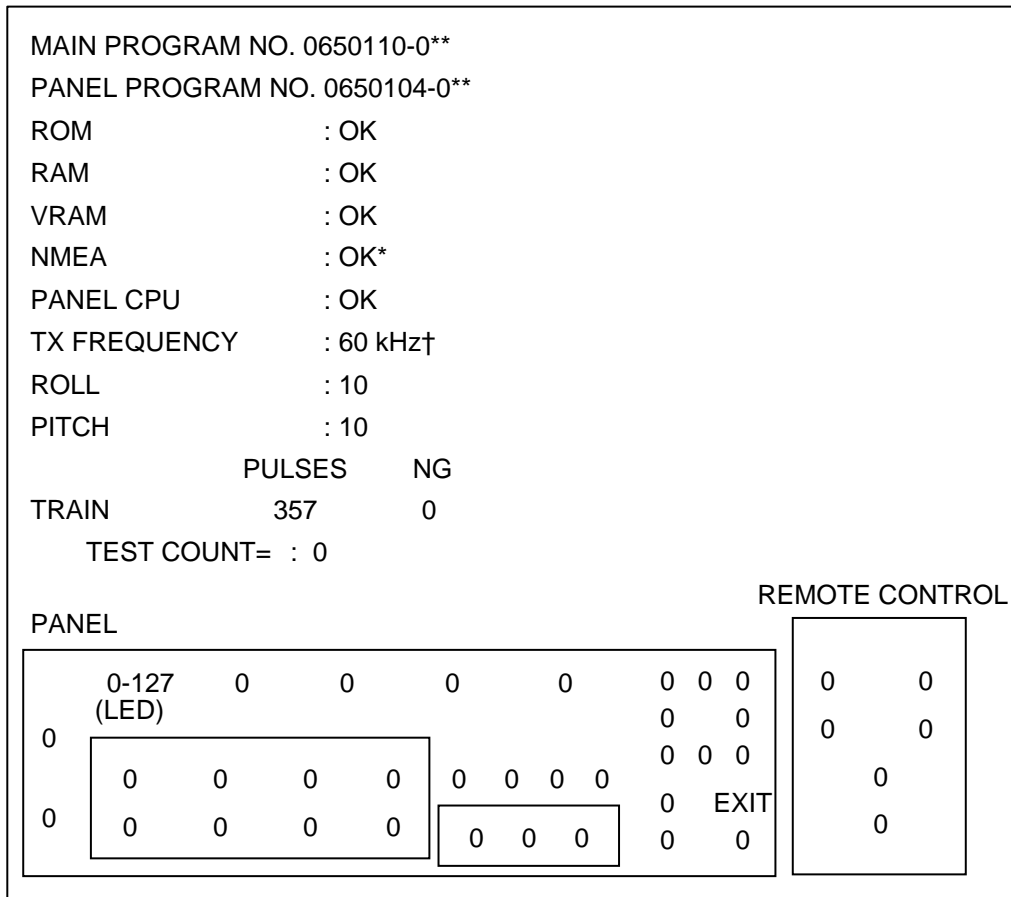 MAIN PROGRAM NO. 0650110-0**
PANEL PROGRAM NO. 0650104-0**
ROM : OK
RAM : OK
VRAM : OK
NMEA : OK*
PANEL CPU : OK
TX FREQUENCY : 60 kHz†
ROLL : 10
PITCH : 10
PULSES NG
TRAIN 357 0
TEST COUNT= : 0
REMOTE CONTROL
PANEL
0-127 0 0 0 0 0 0 0 0 0
(LED) 0 0 0 0
0 0 0 0
0 0 0 0 0 0 0 0 0
0 EXIT
0 0 0 0 0 0 0 0 0 0 0